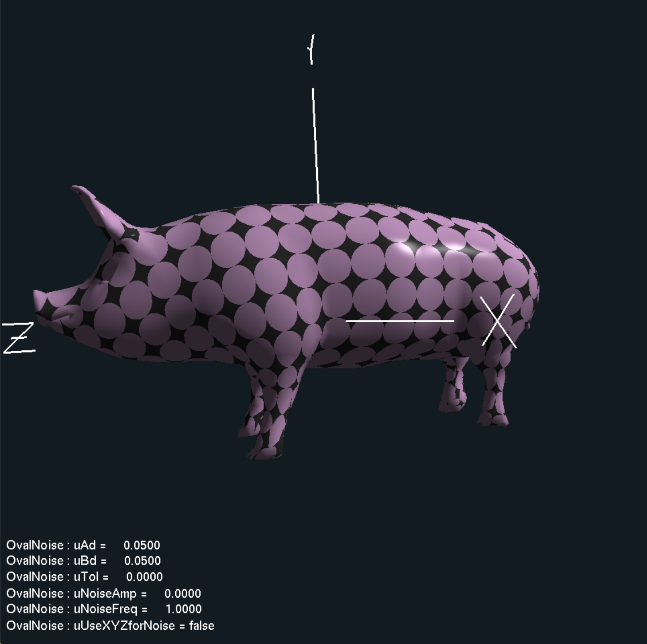 Y
X
Z
OvalNoise : uAd = 0.0500
OvalNoise : uBd = 0.0500
OvalNoise : uTol = 0.0000
OvalNoise : uNoiseAmp = 0.0000
OvalNoise : uNoiseFreq = 1.0000
OvalNoise : uUseXYZforNoise = false